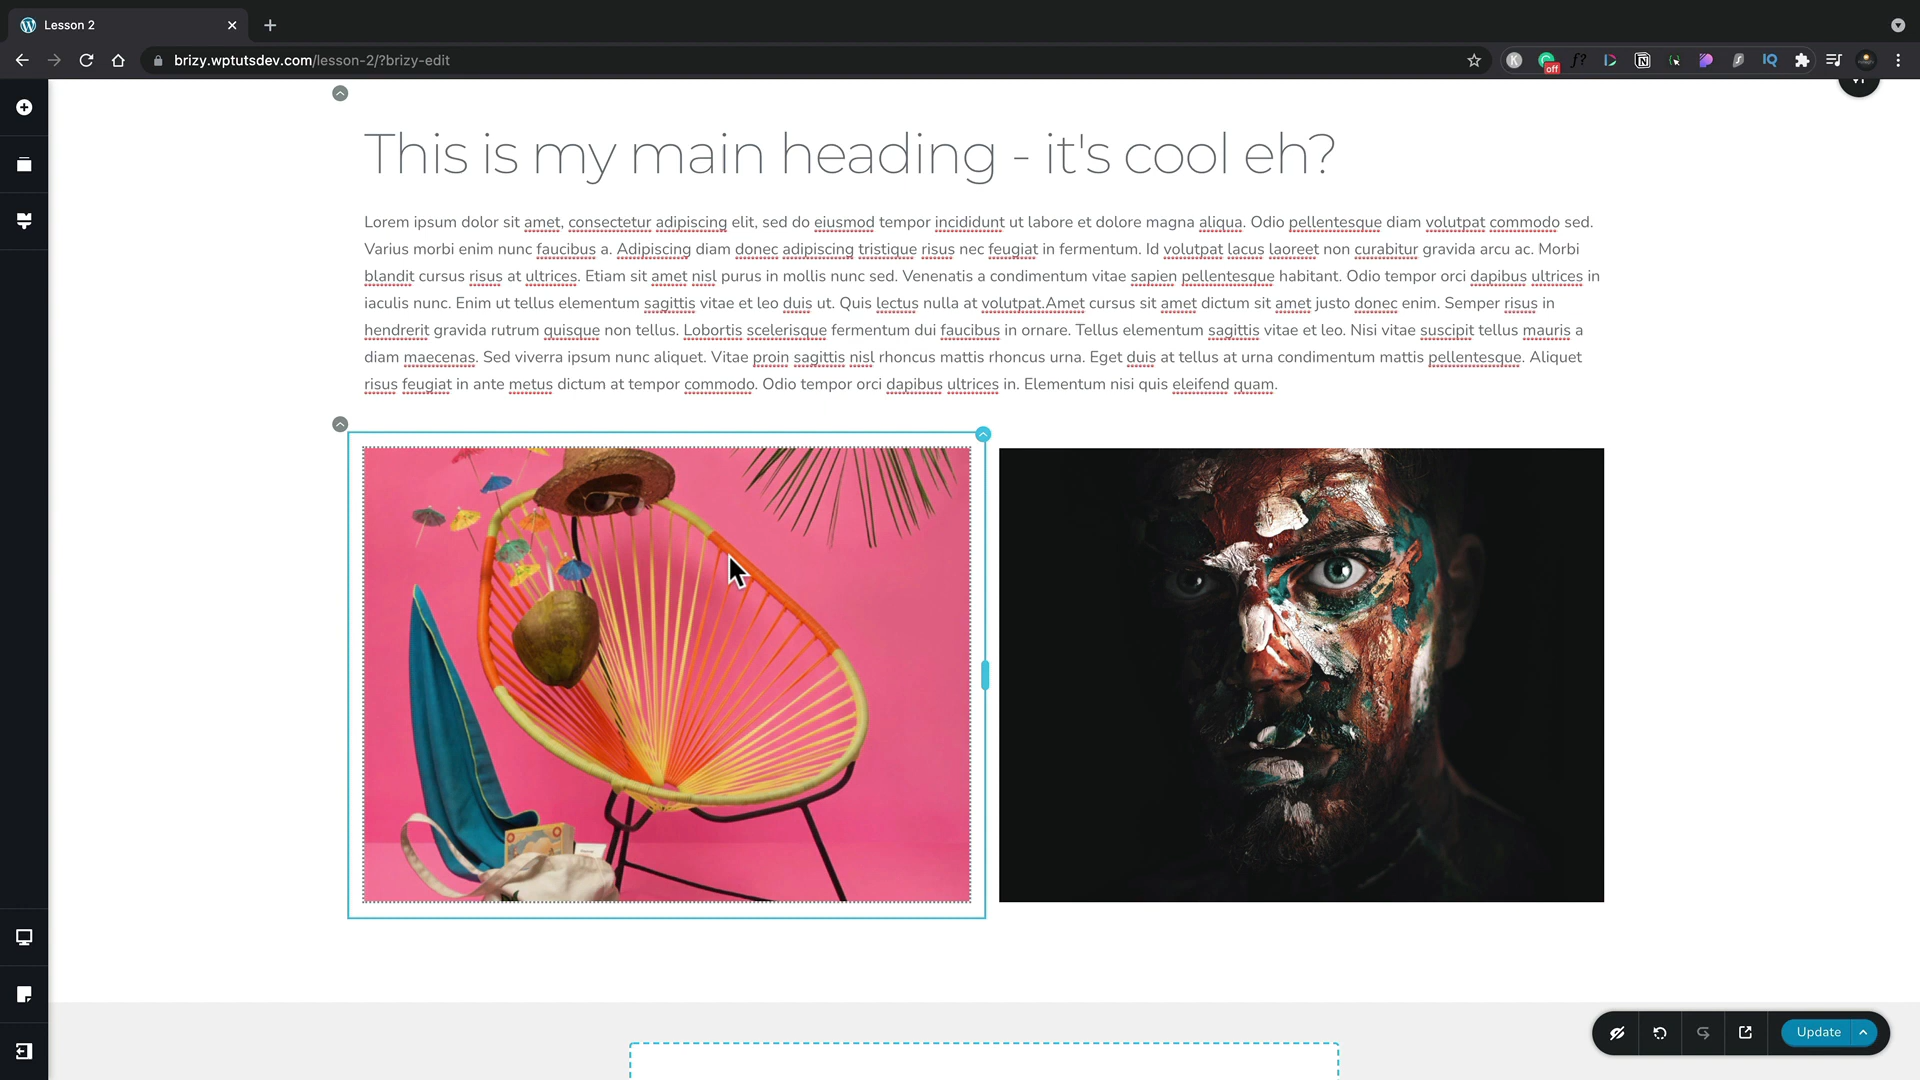 Lesson 2
brizy.wptutsdev.com/lesson-2/?brizy-edit
off
f?
IQ
This is my main heading - it's cool eh?
Lorem ipsum dolor sit amet, consectetur adipiscing elit, sed do eiusmod tempor incididunt ut labore et dolore magna aliqua. Odio pellentesque diam volutpat commodo sed.
Varius morbi enim nunc faucibus a. Adipiscing diam donec adipiscing tristique risus nec feugiat in fermentum. Id volutpat lacus laoreet non curabitur gravida arcu ac. Morbi
blandit cursus risus at ultrices. Etiam sit amet nisl purus in mollis nunc sed. Venenatis a condimentum vitae sapien pellentesque habitant. Odio tempor orci dapibus ultrices in
iaculis nunc. Enim ut tellus elementum sagittis vitae et leo duis ut. Quis lectus nulla at volutpat.Amet cursus sit amet dictum sit amet justo donec enim. Semper risus in
hendrerit gravida rutrum quisque non tellus. Lobortis scelerisque fermentum dui faucibus in ornare. Tellus elementum sagittis vitae et leo. Nisi vitae suscipit tellus mauris a
diam maecenas. Sed viverra ipsum nunc aliquet. Vitae proin sagittis nisl rhoncus mattis rhoncus urna. Eget duis at tellus at urna condimentum mattis pellentesque. Aliquet
risus feugiat in ante metus dictum at tempor commodo. Odio tempor orci dapibus ultrices in. Elementum nisi quis eleifend quam.
Update